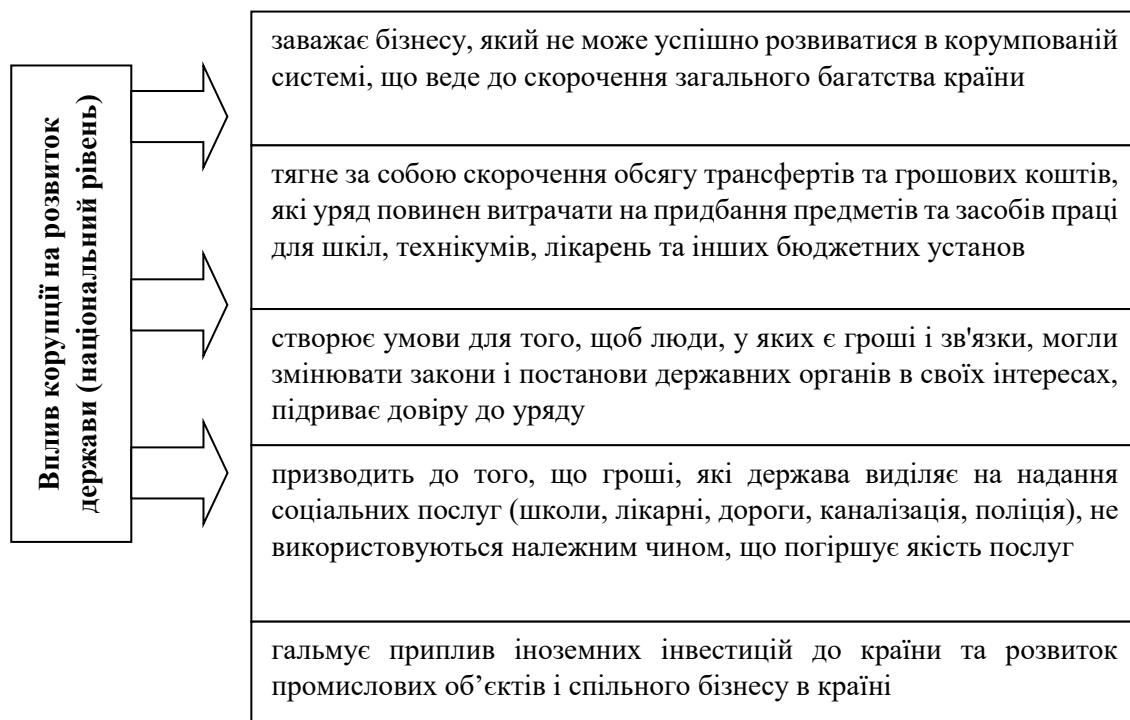 Вплив корупції на розвиток
держави (національний рівень)
заважає бізнесу, який не може успішно розвиватися в корумпованій
системі, що веде до скорочення загального багатства країни
тягне за собою скорочення обсягу трансфертів та грошових коштів,
які уряд повинен витрачати на придбання предметів та засобів праці
для шкіл, технікумів, лікарень та інших бюджетних установ
створює умови для того, щоб люди, у яких є гроші і зв'язки, могли
змінювати закони і постанови державних органів в своїх інтересах,
підриває довіру до уряду
призводить до того, що гроші, які держава виділяє на надання
соціальних послуг (школи, лікарні, дороги, каналізація, поліція), не
використовуються належним чином, що погіршує якість послуг
гальмує приплив іноземних інвестицій до країни та розвиток
промислових об’єктів і спільного бізнесу в країні